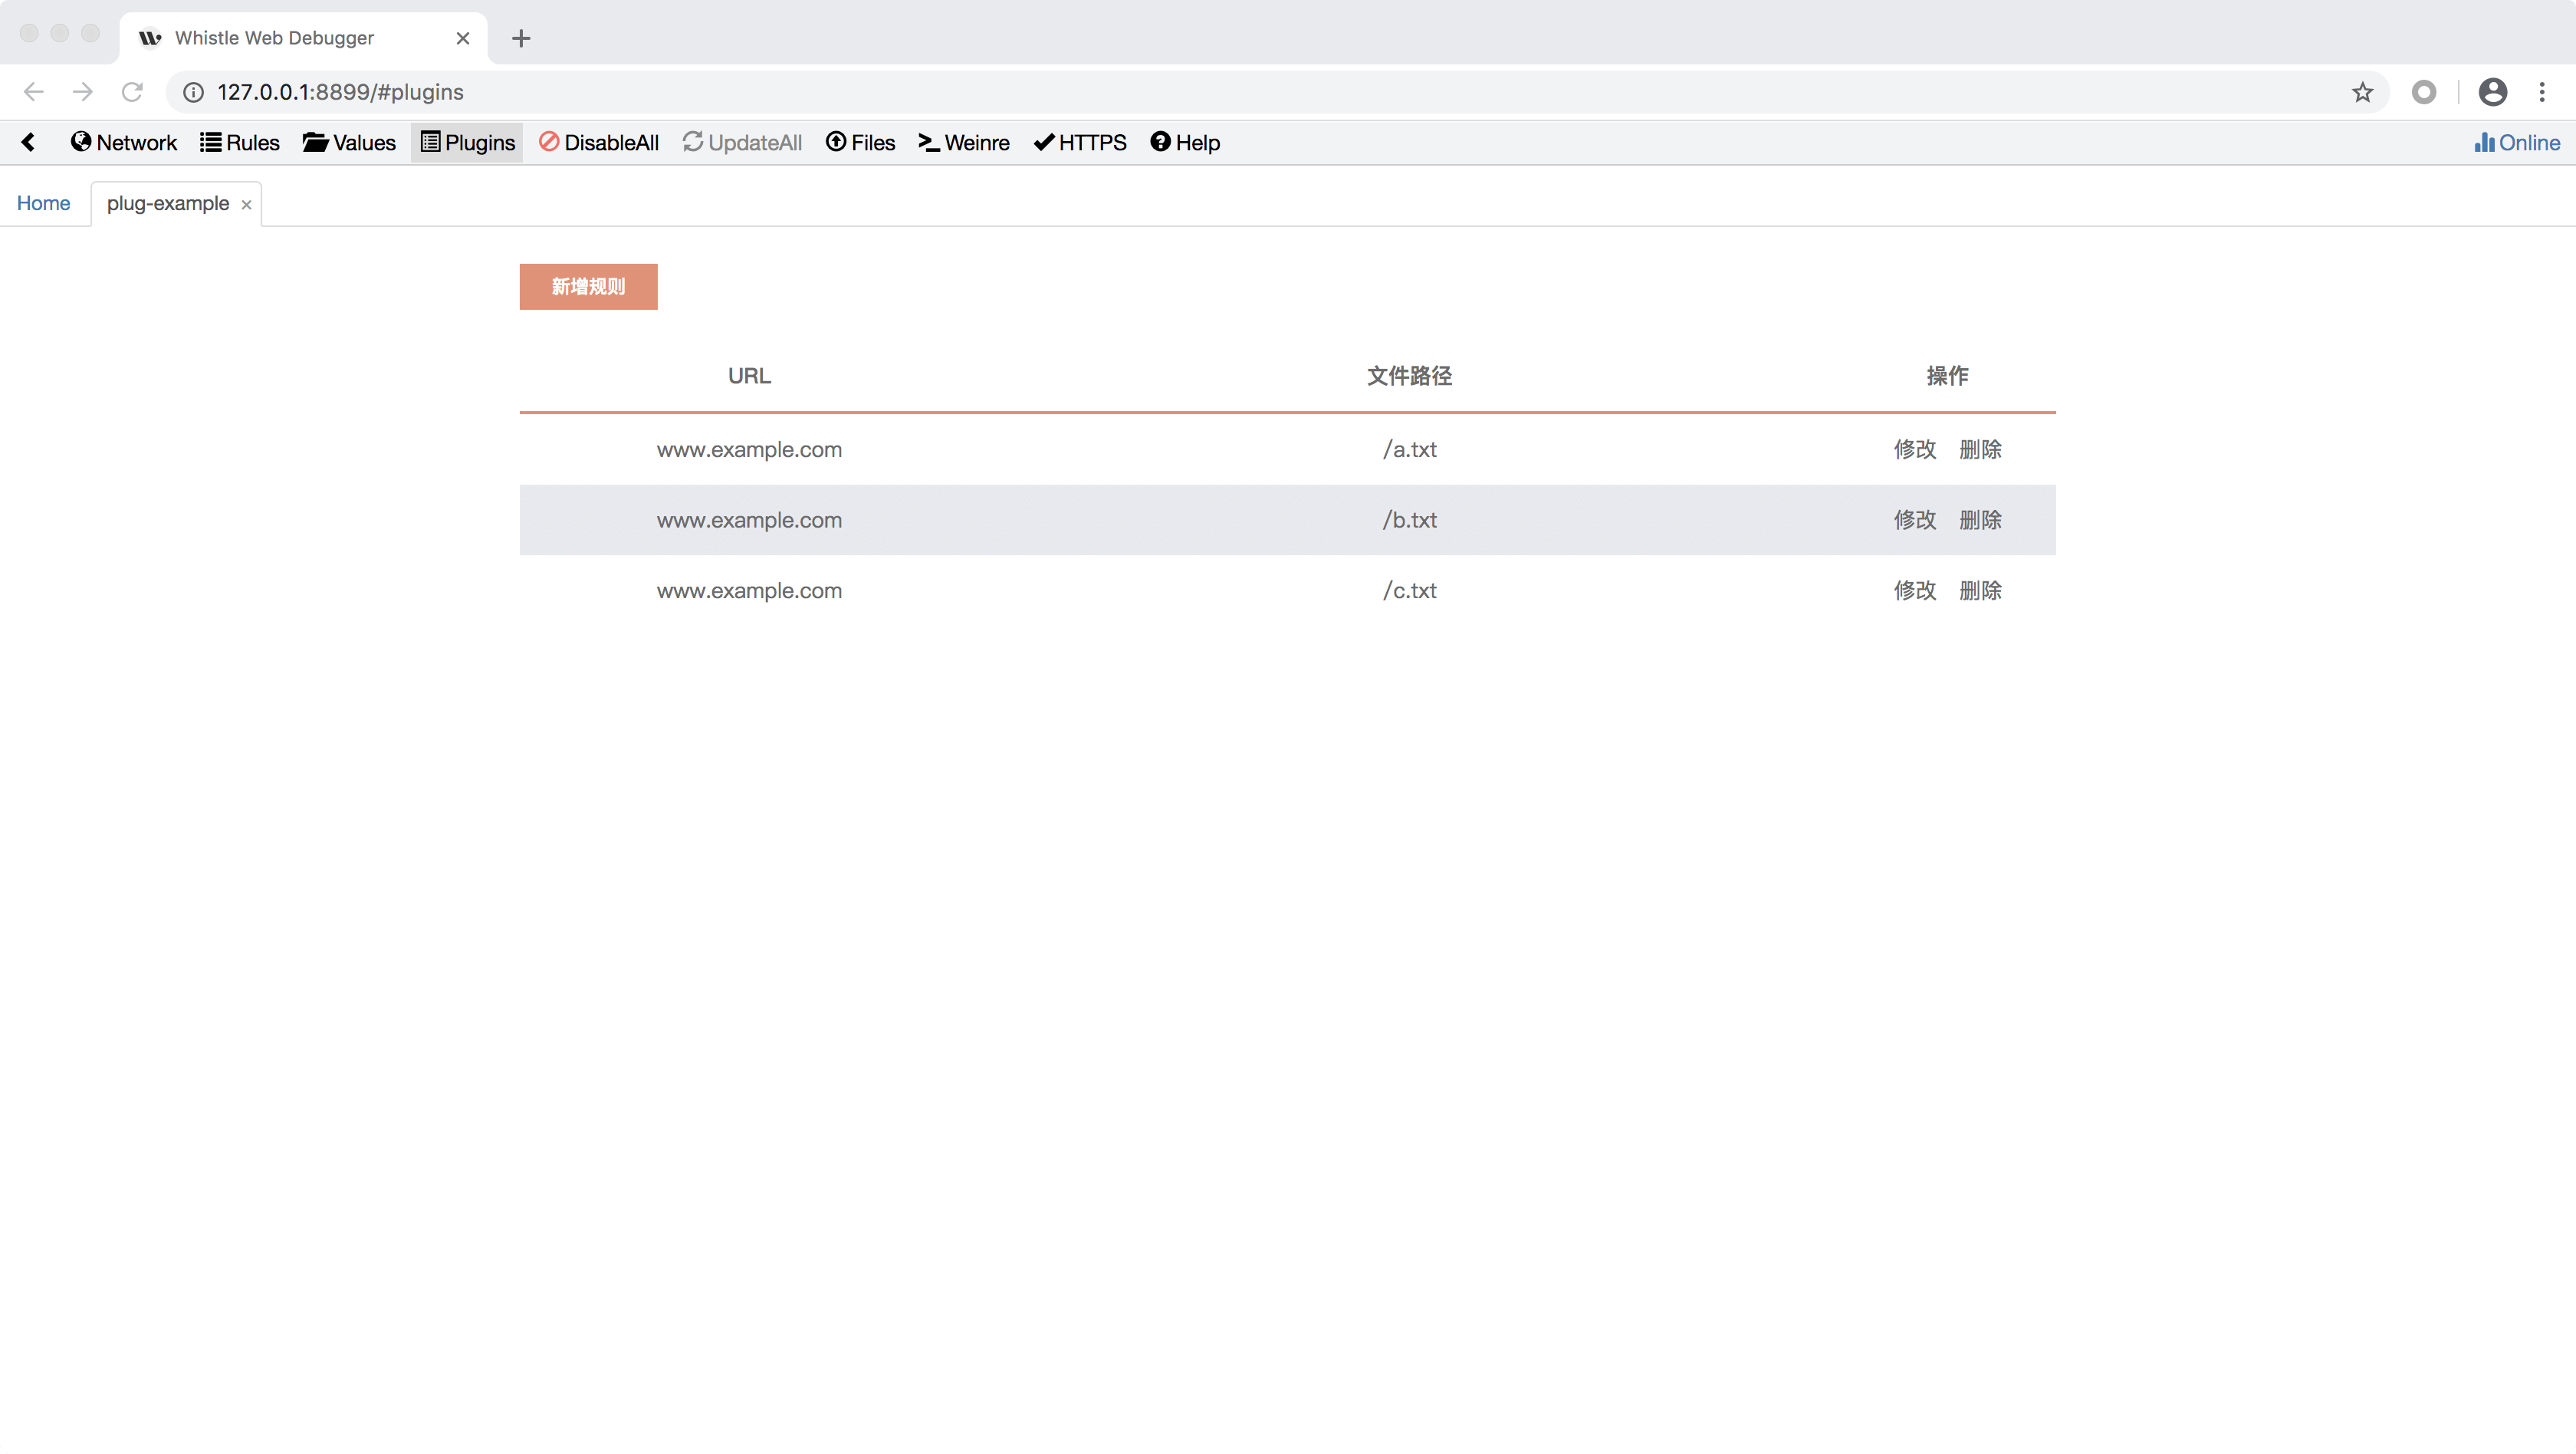 Whistle Web Debugger
127.0.0.1:8899/#plugins
Network Rules Values Plugins DisableAll UpdateAll Files Weinre HTTPS Help Online
Home plug-example
新增规则
URL 文件路径 操作
www.example.com /a.txt 修改 删除
www.example.com /b.txt 修改 删除
www.example.com /c.txt 修改 删除